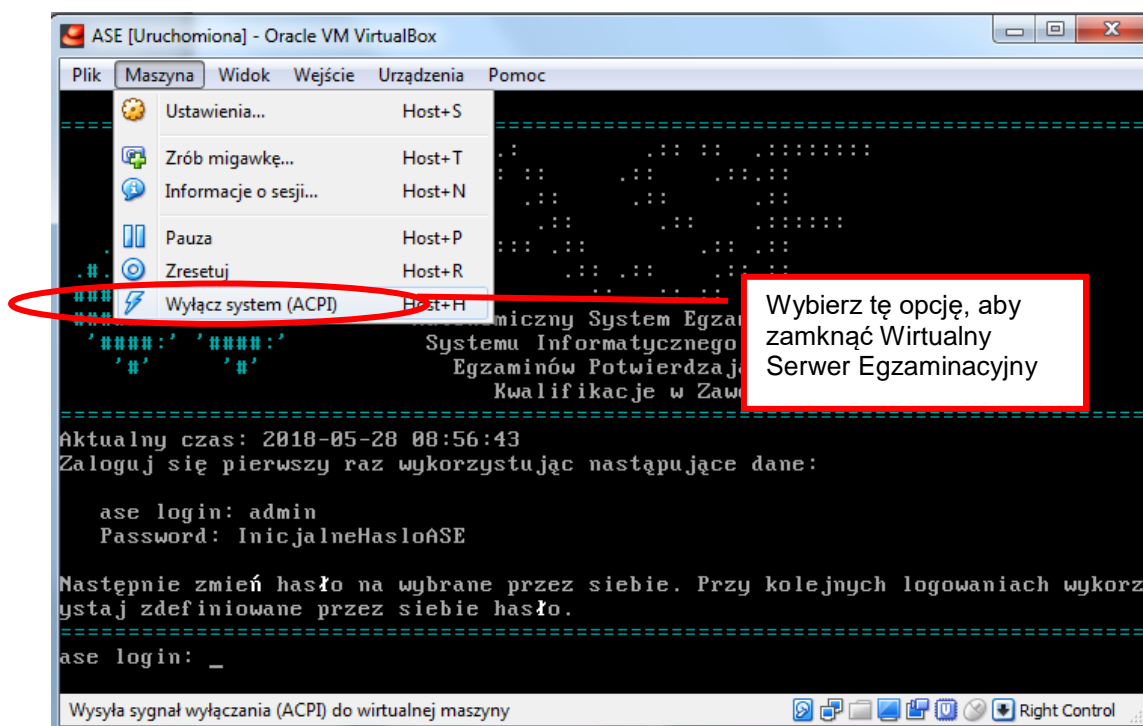 ASE [Uruchomiona] - Oracle VM VirtualBox
Plik Maszyna Widok Wejście Urządzenia Pomoc
Ustawienia... Host+S
Zrób migawkę... Host+T
Informacje o sesji... Host+N
Pauza Host+P
Zresetuj Host+R
Wyłącz system (ACPI) Host+H
Wybierz tę opcję, aby
zamknąć Wirtualny
Serwer Egzaminacyjny
System
Systemu Informatycznego
Egzaminów
Kwalifikacje w
Aktualny czas: 2018-05-28 08:56:43
Zaloguj się pierwszy raz wykorzystując nastąpujące dane:
ase login: admin
Password: InicjalneHasloASE
Następnie zmień hasło na wybrane przez siebie. Przy kolejnych logowaniach wykorz
ystaj zdefiniowane przez siebie hasło.
ase login: _
Wysyła sygnał wyłączania (ACPI) do wirtualnej maszyny Right Control